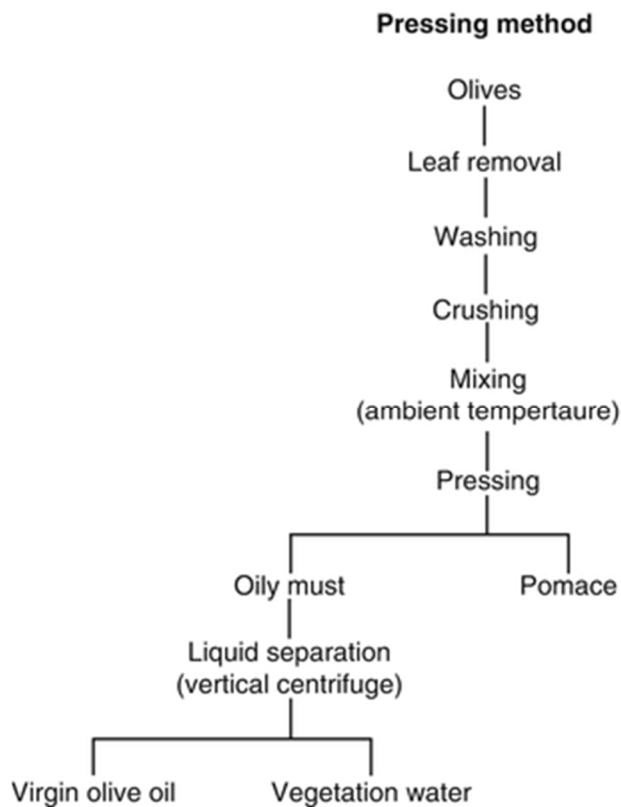 Pressing method
Olives
Leaf removal
Washing
Crushing
Mixing
(ambient tempertaure)
Pressing
Oily must
Pomace
Liquid separation
(vertical centrifuge)
Virgin olive oil
Vegetation water